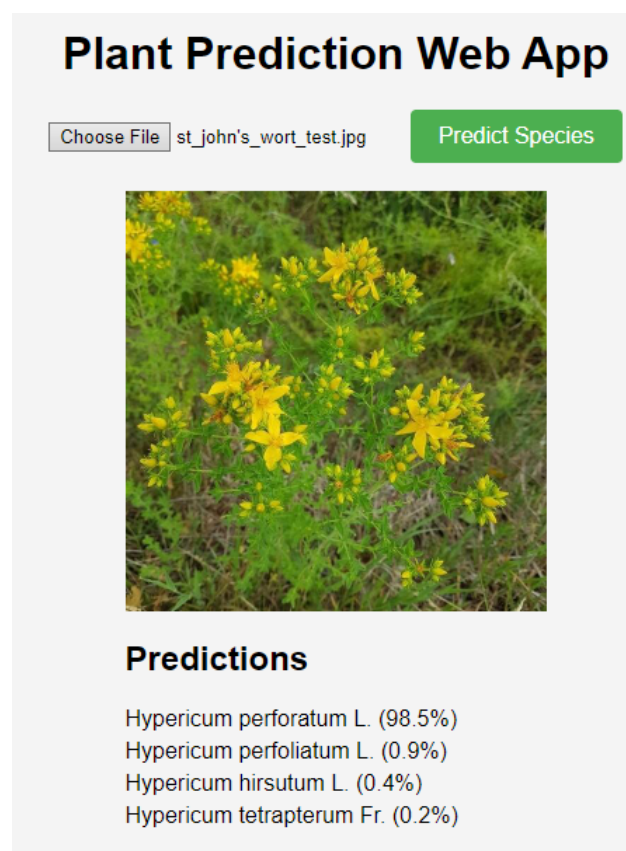 Plant Prediction Web App
Choose File st_john's_wort_test.jpg Predict Species
Predictions
Hypericum perforatum L. (98.5%)
Hypericum perfoliatum L. (0.9%)
Hypericum hirsutum L. (0.4%)
Hypericum tetrapterum Fr. (0.2%)